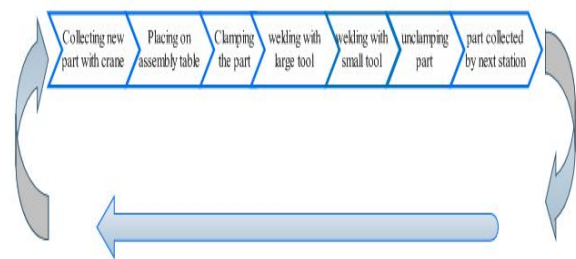 Collecting new
part with crane
Placing on
assembly table
Clamping
the part
welding with
large tool
welding with
small tool
unclamping
part
part collected
by next station